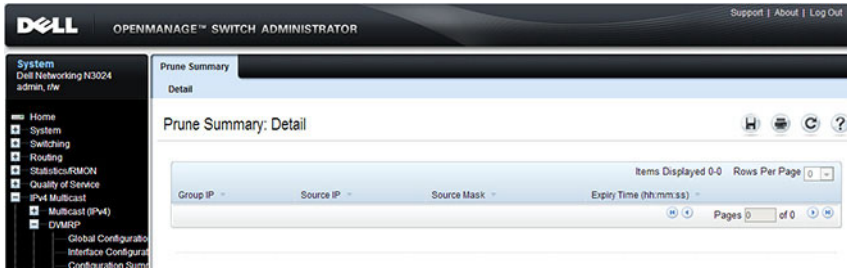 Support | About | Log Out
DELL OPENMANAGE™ SWITCH ADMINISTRATOR
System
Dell Networking N3024
admin, r/w
Home
System
Switching
Routing
Statistics/RMON
Quality of Service
IPv4 Multicast
Multicast (IPv4)
DVMRP
Global Configuratio
Interface Configurat
Configuration Summ
Prune Summary
Detail
Prune Summary: Detail
Items Displayed 0-0 Rows Per Page 0
Group IP Source IP Source Mask Expiry Time (hh:mm:ss)
Pages 0 of 0